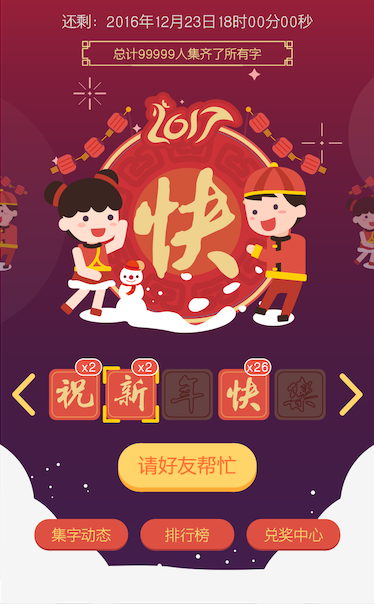 还剩：2016年12月23日18时00分00秒
总计99999人集齐了所有字
2017
快
x2 x2 x26
祝 新 年 快 樂
请好友帮忙
集字动态 排行榜 兑奖中心